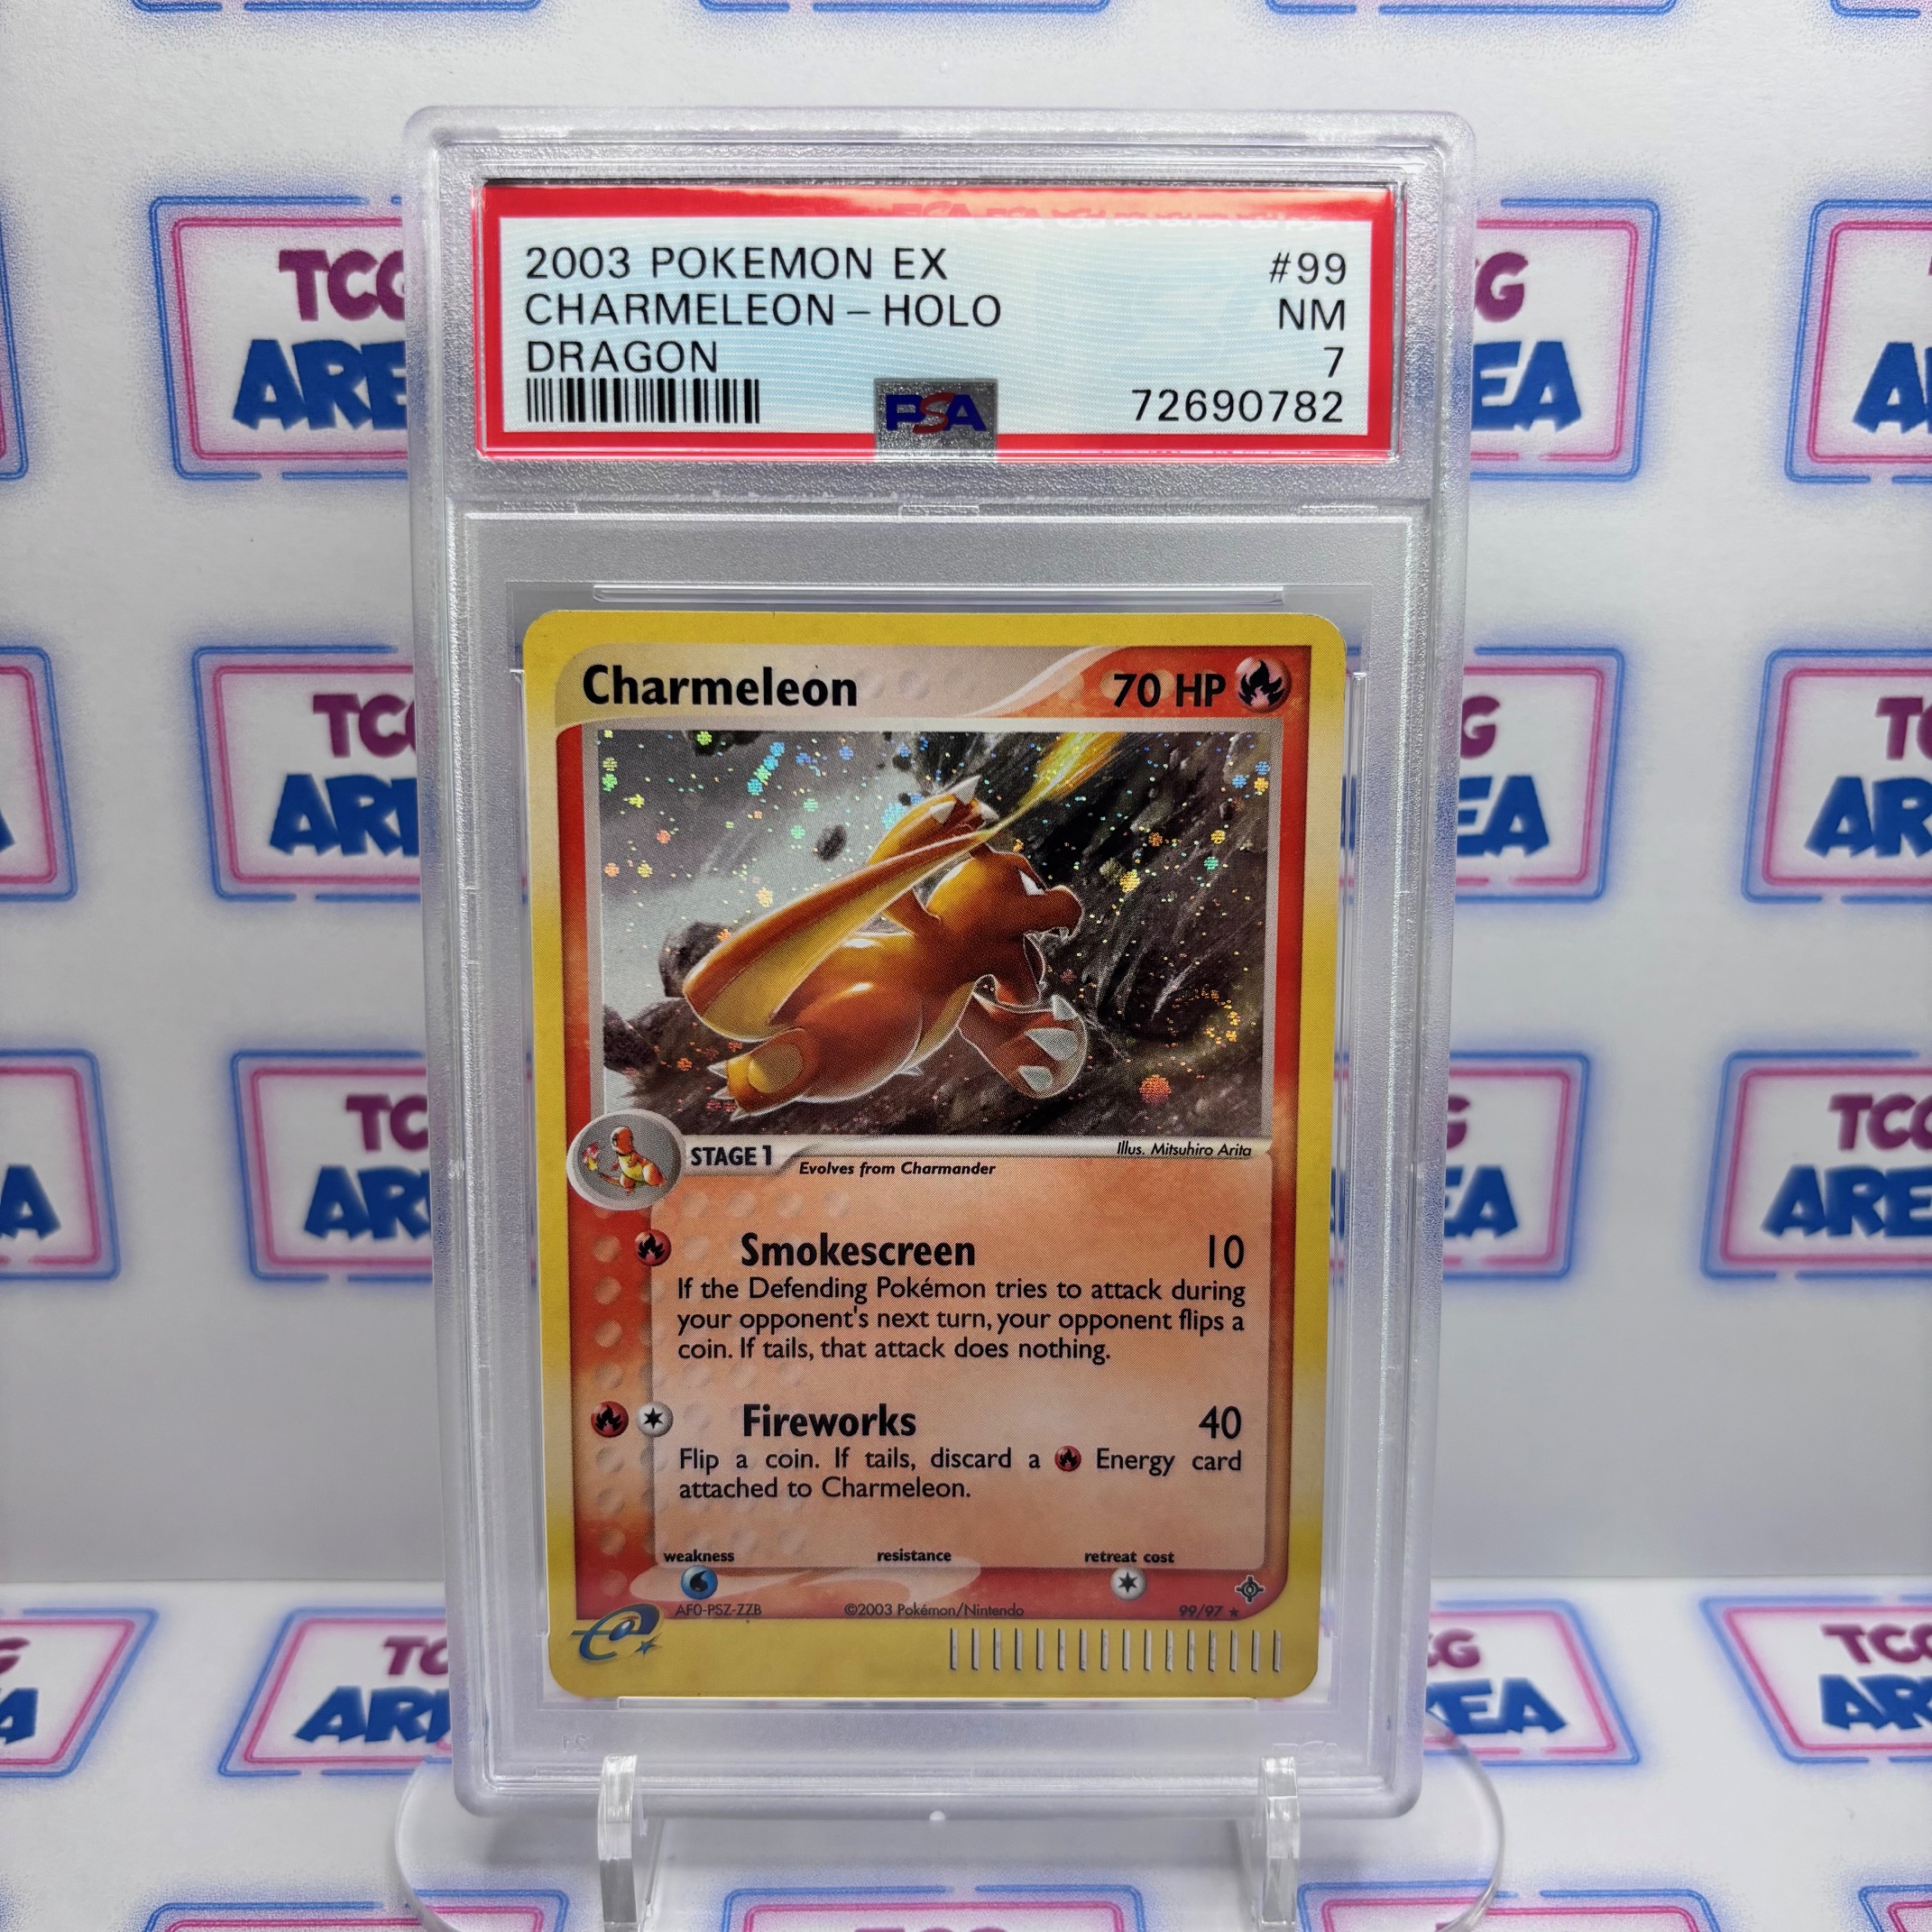 2003 POKEMON EX #99
CHARMELEON – HOLO NM
DRAGON 7
PSA 72690782
Charmeleon 70 HP
STAGE 1 Evolves from Charmander Illus. Mitsuhiro Arita
Smokescreen 10
If the Defending Pokémon tries to attack during
your opponent's next turn, your opponent flips a
coin. If tails, that attack does nothing.
Fireworks 40
Flip a coin. If tails, discard a Energy card
attached to Charmeleon.
weakness resistance retreat cost
AF0-PSZ-ZZB ©2003 Pokémon/Nintendo 99/97 ★
e
TCG
AREA